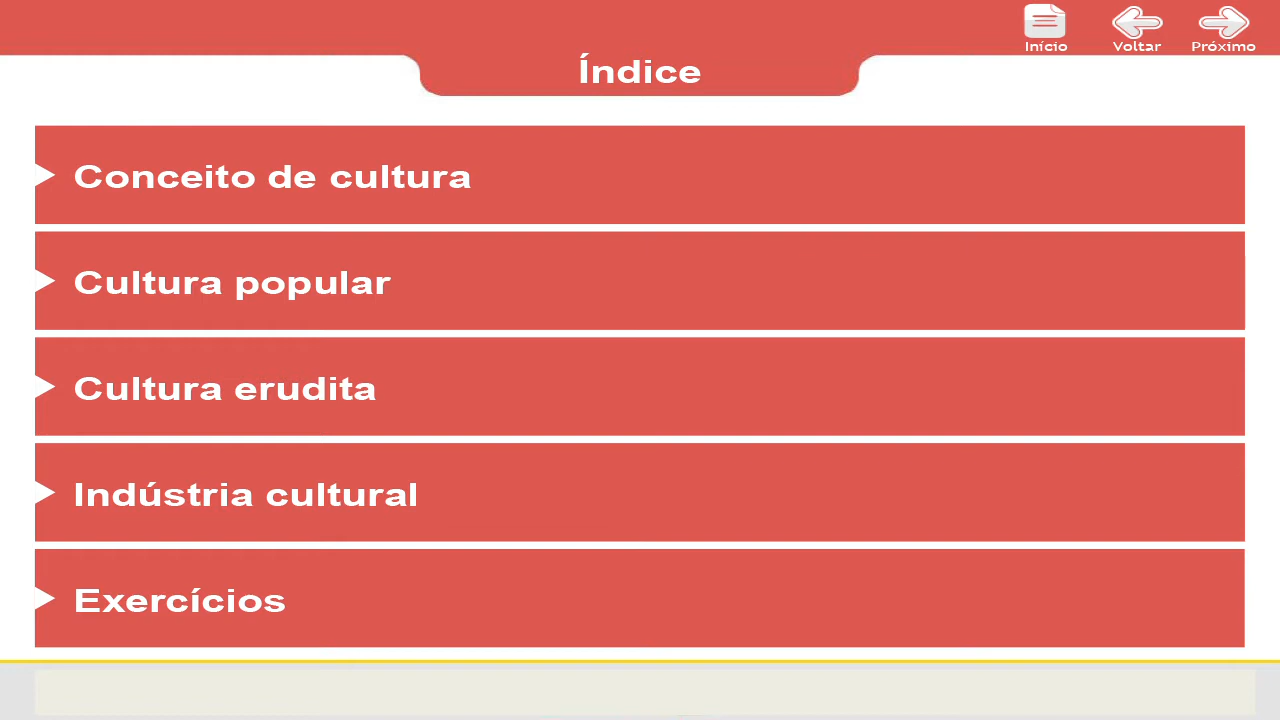 Início Voltar Próximo
Índice
Conceito de cultura
Cultura popular
Cultura erudita
Indústria cultural
Exercícios